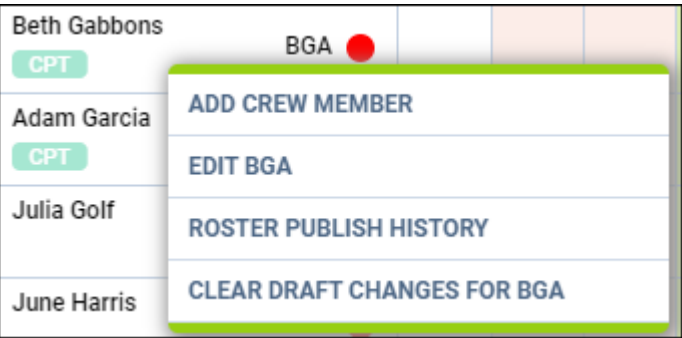 Beth Gabbons
BGA
CPT
ADD CREW MEMBER
Adam Garcia
CPT
EDIT BGA
Julia Golf
ROSTER PUBLISH HISTORY
CLEAR DRAFT CHANGES FOR BGA
June Harris